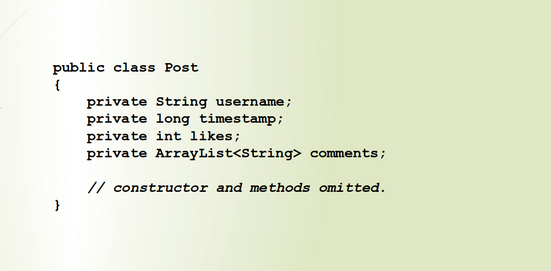 public class Post
{
    private String username;
    private long timestamp;
    private int likes;
    private ArrayList<String> comments;

    // constructor and methods omitted.
}